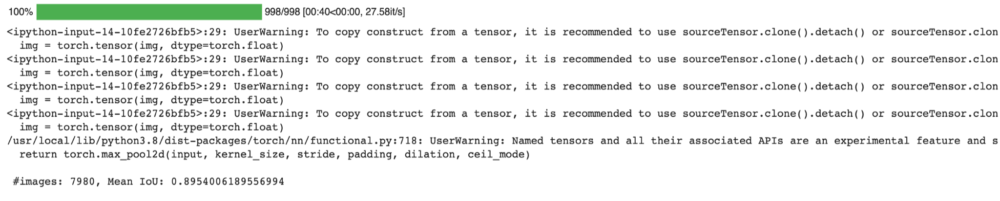 100% 998/998 [00:40<00:00, 27.58it/s]
<ipython-input-14-10fe2726bfb5>:29: UserWarning: To copy construct from a tensor, it is recommended to use sourceTensor.clone().detach() or sourceTensor.clon
img = torch.tensor(img, dtype=torch.float)
<ipython-input-14-10fe2726bfb5>:29: UserWarning: To copy construct from a tensor, it is recommended to use sourceTensor.clone().detach() or sourceTensor.clon
img = torch.tensor(img, dtype=torch.float)
<ipython-input-14-10fe2726bfb5>:29: UserWarning: To copy construct from a tensor, it is recommended to use sourceTensor.clone().detach() or sourceTensor.clon
img = torch.tensor(img, dtype=torch.float)
<ipython-input-14-10fe2726bfb5>:29: UserWarning: To copy construct from a tensor, it is recommended to use sourceTensor.clone().detach() or sourceTensor.clon
img = torch.tensor(img, dtype=torch.float)
/usr/local/lib/python3.8/dist-packages/torch/nn/functional.py:718: UserWarning: Named tensors and all their associated APIs are an experimental feature and s
return torch.max_pool2d(input, kernel_size, stride, padding, dilation, ceil_mode)
#images: 7980, Mean IoU: 0.8954006189556994